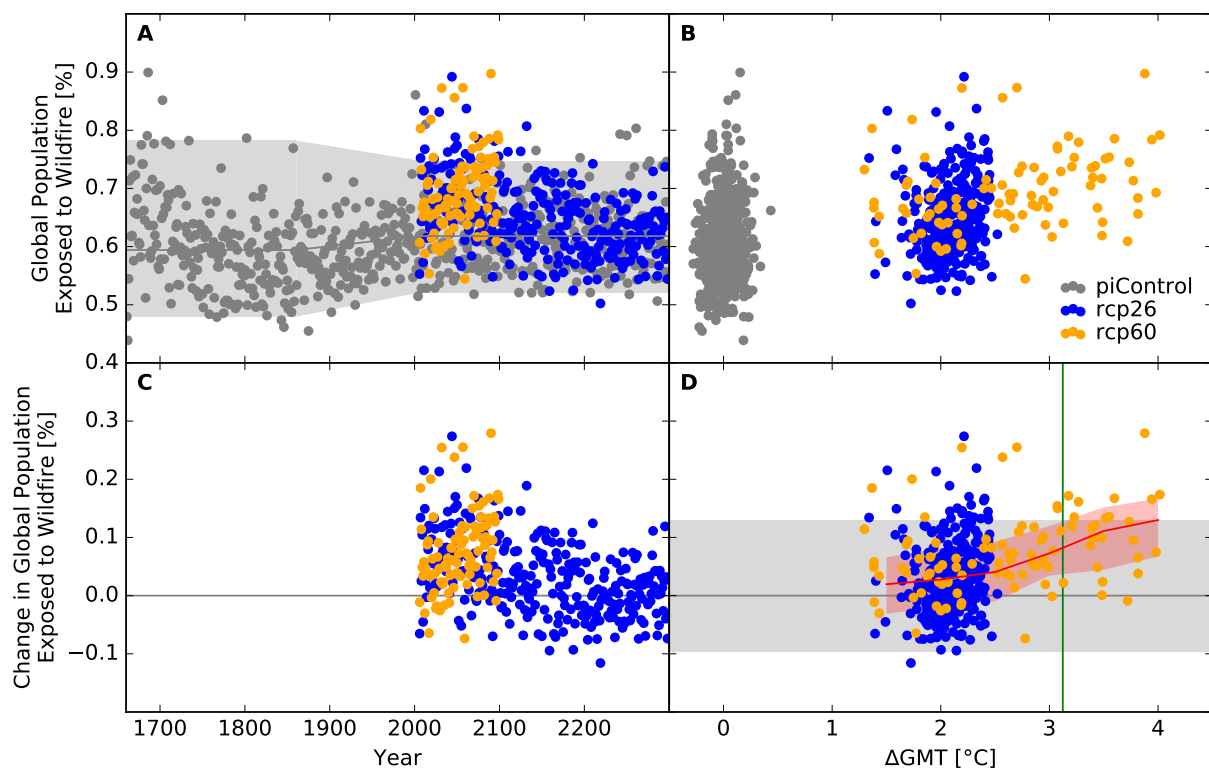 A
B
Global Population
Exposed to Wildfire [%]
0.9
0.8
0.7
0.6
0.5
0.4
piControl
rcp26
rcp60
C
D
Change in Global Population
Exposed to Wildfire [%]
0.3
0.2
0.1
0.0
−0.1
1700 1800 1900 2000 2100 2200
0 1 2 3 4
Year
ΔGMT [°C]